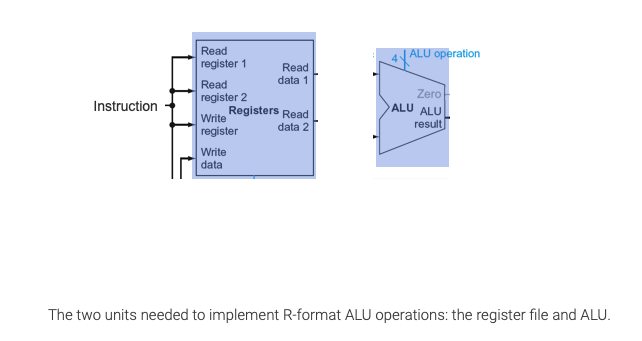 Read
register 1
Read
register 2
Write
register
Write
data
Registers
Read
data 1
Read
data 2
Instruction
4
ALU operation
Zero
ALU
ALU
result
The two units needed to implement R-format ALU operations: the register file and ALU.